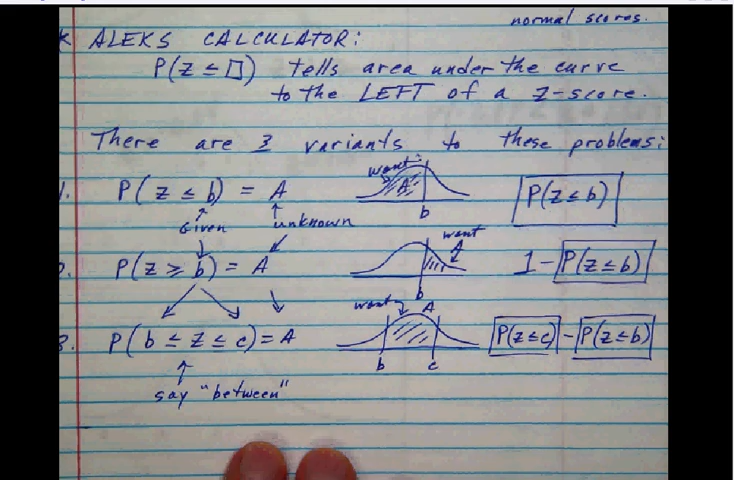 normal scores.
* ALEKS CALCULATOR:
P(Z ≤ □) tells area under the curve
to the LEFT of a z-score.
There are 3 variants to these problems:
1. P(z ≤ b) = A
Given
unknown
want
A
b
P(z ≤ b)
2. P(z ≥ b) = A
want
A
b
1 - P(z ≤ b)
3. P(b ≤ z ≤ c) = A
say "between"
want
A
b c
P(z ≤ c) - P(z ≤ b)